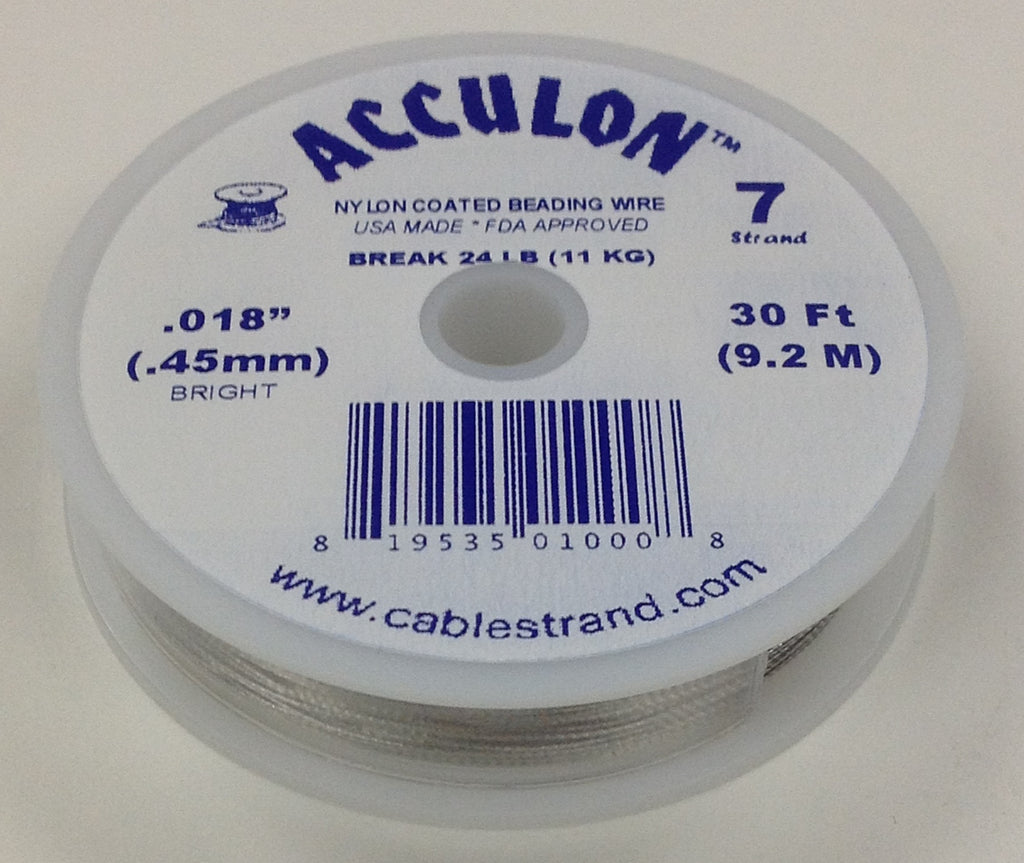 ACCULON™
NYLON COATED BEADING WIRE
USA MADE * FDA APPROVED
BREAK 24 LB (11 KG)
7
Strand
.018”
(.45mm)
BRIGHT
30 Ft
(9.2 M)
8 19535 01000 8
www.cablestrand.com